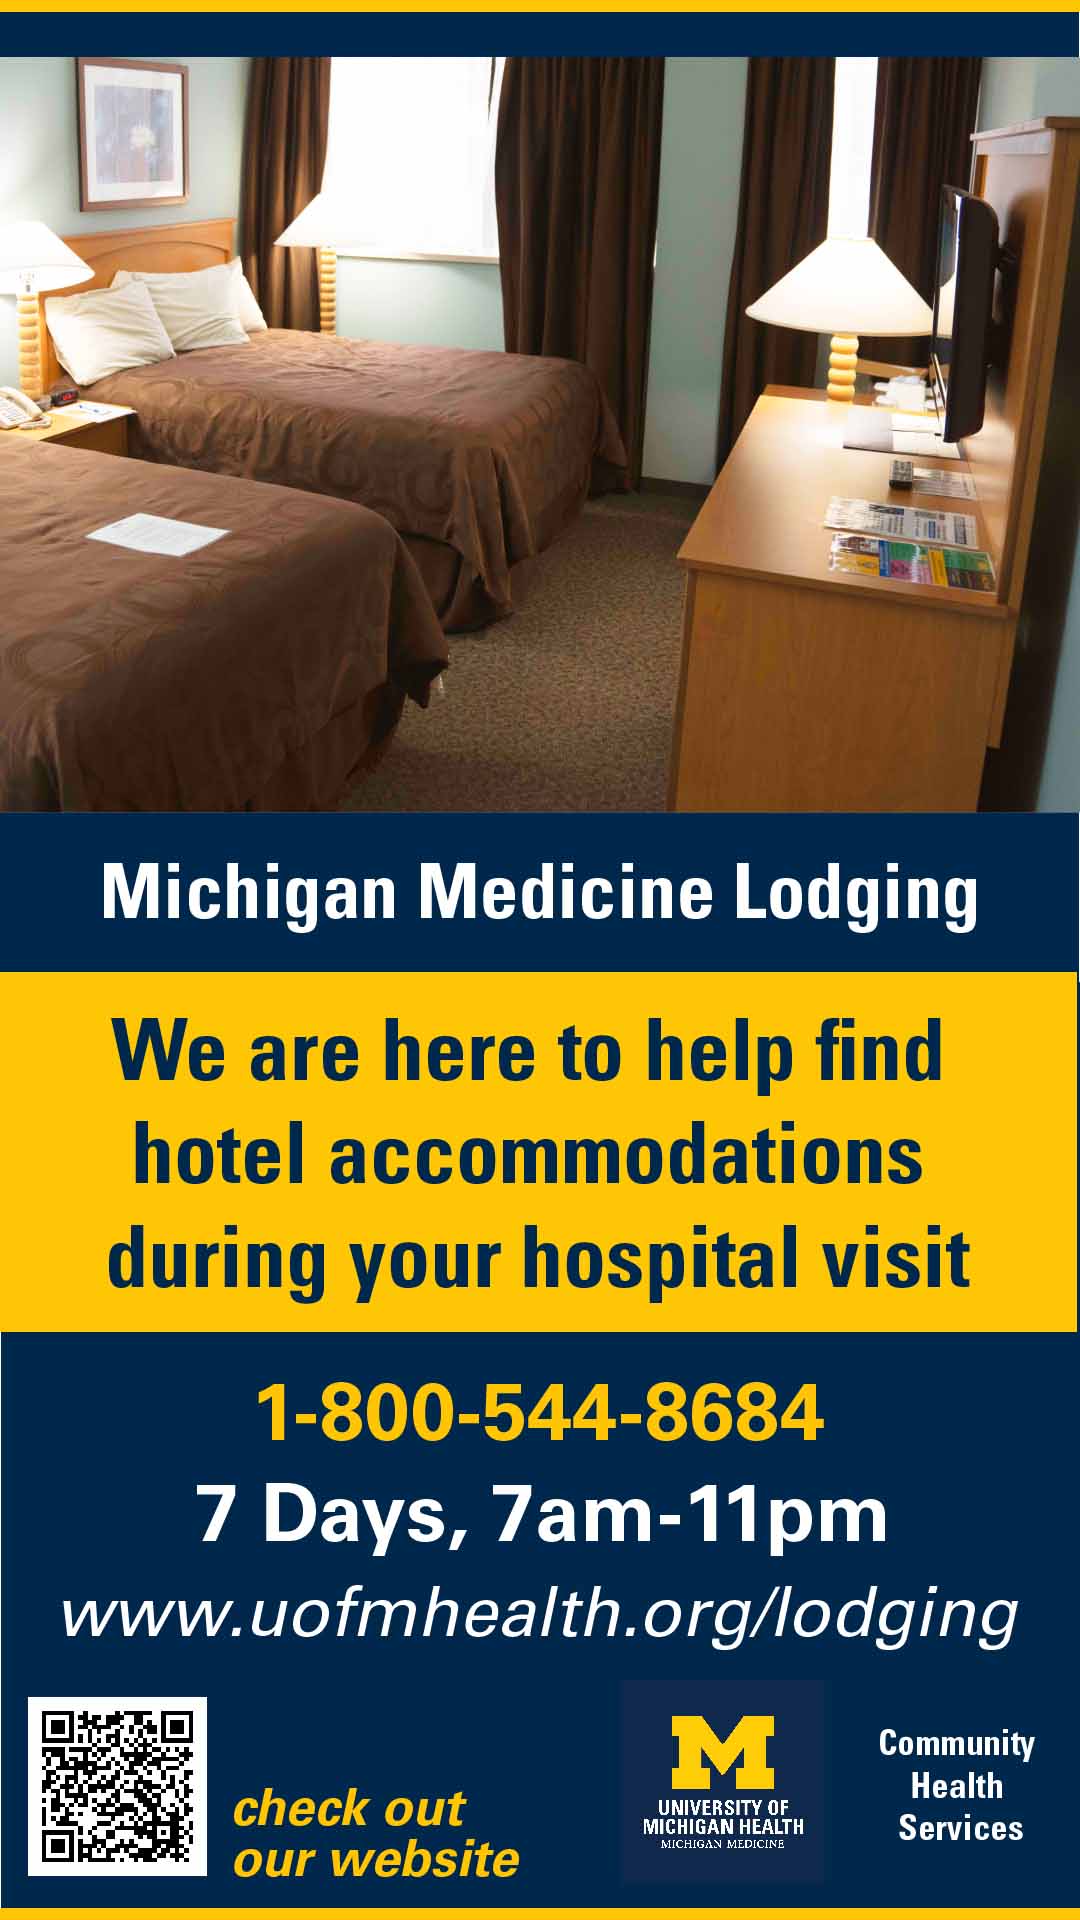 Michigan Medicine Lodging
We are here to help find
hotel accommodations
during your hospital visit
1-800-544-8684
7 Days, 7am-11pm
www.uofmhealth.org/lodging
check out
our website
UNIVERSITY OF
MICHIGAN HEALTH
MICHIGAN MEDICINE
Community
Health
Services